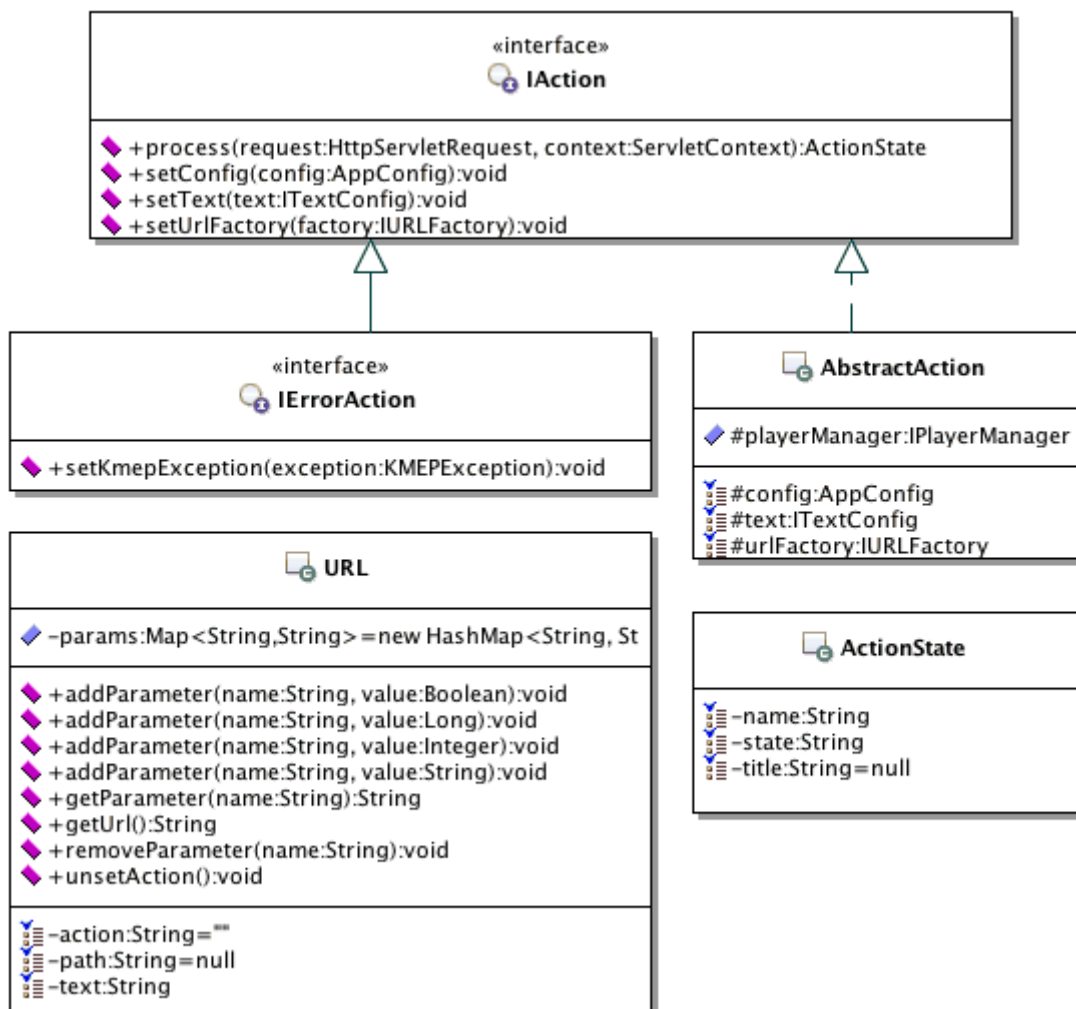 «interface»
IAction
+process(request:HttpServletRequest, context:ServletContext):ActionState
+setConfig(config:AppConfig):void
+setText(text:ITextConfig):void
+setUrlFactory(factory:IURLFactory):void
«interface»
IErrorAction
+setKmepException(exception:KMEPException):void
AbstractAction
#playerManager:IPlayerManager
#config:AppConfig
#text:ITextConfig
#urlFactory:IURLFactory
URL
-params:Map<String,String>=new HashMap<String, St
+addParameter(name:String, value:Boolean):void
+addParameter(name:String, value:Long):void
+addParameter(name:String, value:Integer):void
+addParameter(name:String, value:String):void
+getParameter(name:String):String
+getUrl():String
+removeParameter(name:String):void
+unsetAction():void
-action:String=""
-path:String=null
-text:String
ActionState
-name:String
-state:String
-title:String=null